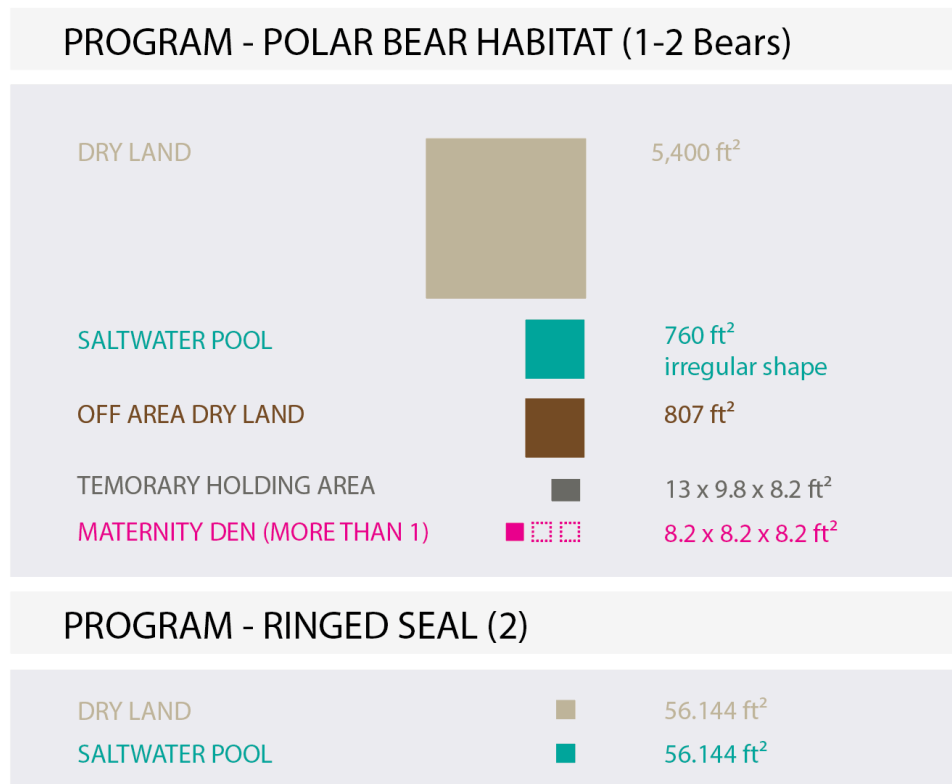 PROGRAM - POLAR BEAR HABITAT (1-2 Bears)
DRY LAND 5,400 ft²
SALTWATER POOL 760 ft²
irregular shape
OFF AREA DRY LAND 807 ft²
TEMORARY HOLDING AREA 13 x 9.8 x 8.2 ft²
MATERNITY DEN (MORE THAN 1) 8.2 x 8.2 x 8.2 ft²
PROGRAM - RINGED SEAL (2)
DRY LAND 56.144 ft²
SALTWATER POOL 56.144 ft²